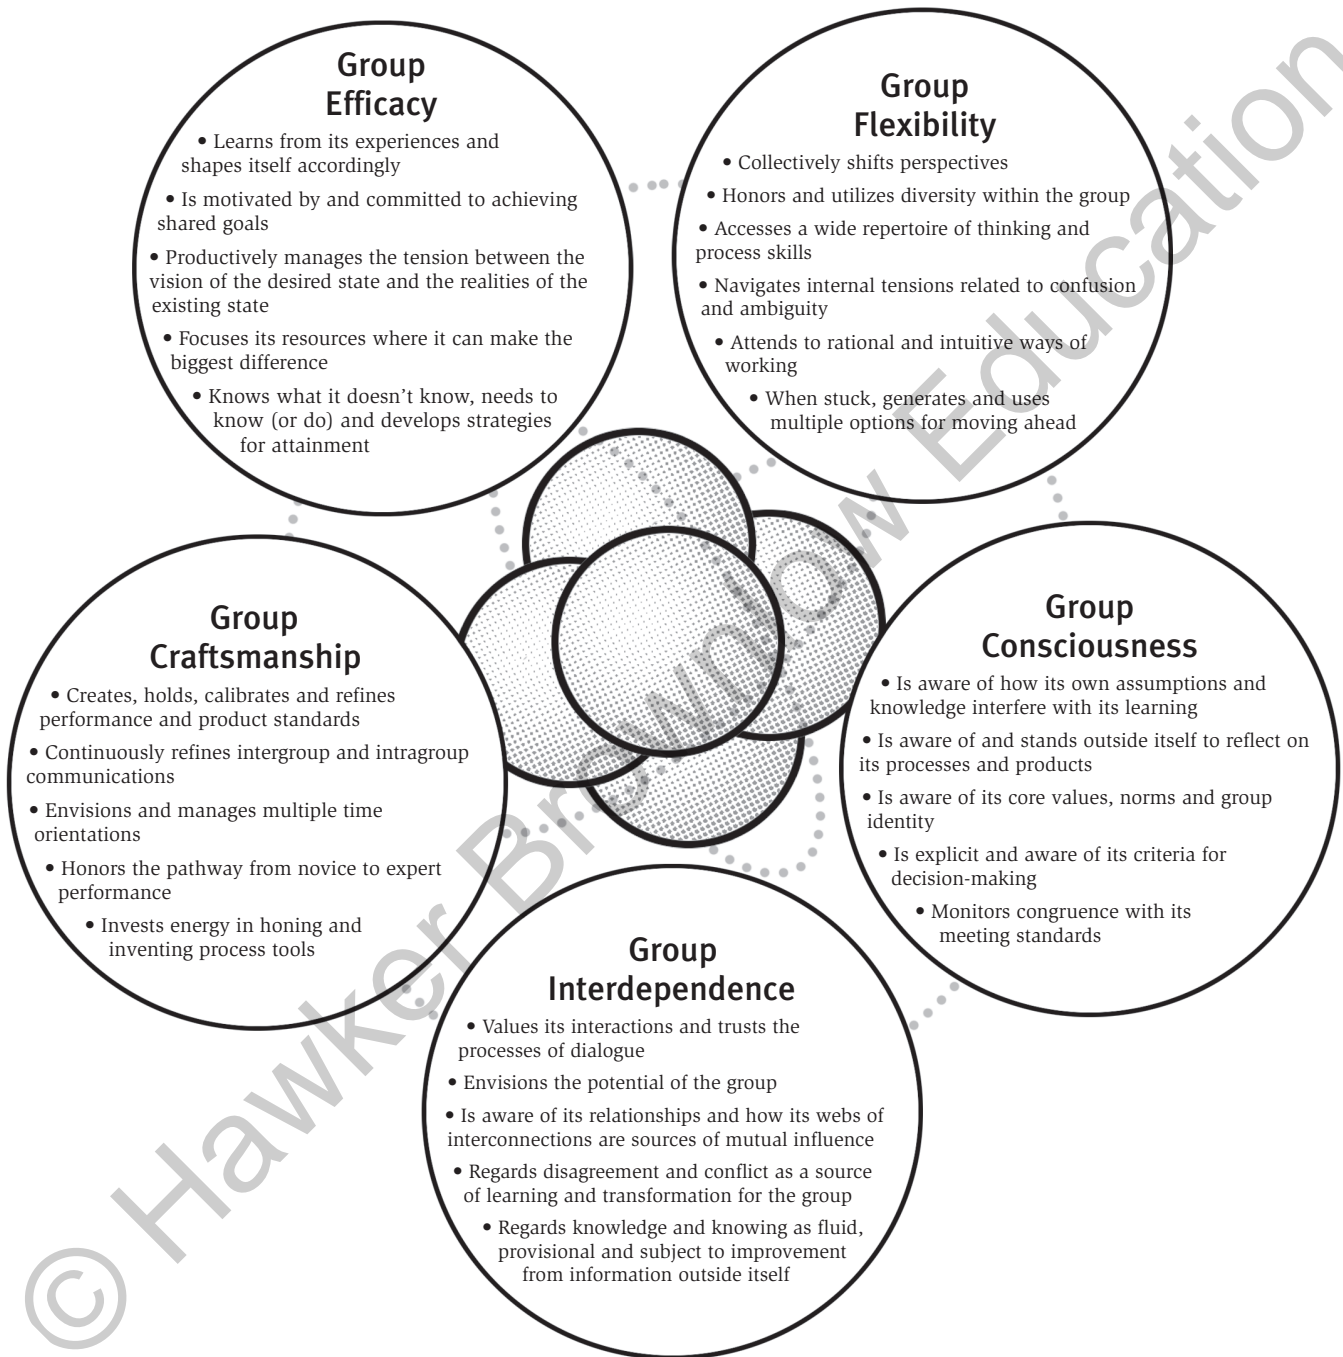 Group
Efficacy
• Learns from its experiences and
shapes itself accordingly
• Is motivated by and committed to achieving
shared goals
• Productively manages the tension between the
vision of the desired state and the realities of the
existing state
• Focuses its resources where it can make the
biggest difference
• Knows what it doesn't know, needs to
know (or do) and develops strategies
for attainment
Group
Flexibility
• Collectively shifts perspectives
• Honors and utilizes diversity within the group
• Accesses a wide repertoire of thinking and
process skills
• Navigates internal tensions related to confusion
and ambiguity
• Attends to rational and intuitive ways of
working
• When stuck, generates and uses
multiple options for moving ahead
Group
Craftsmanship
• Creates, holds, calibrates and refines
performance and product standards
• Continuously refines intergroup and intragroup
communications
• Envisions and manages multiple time
orientations
• Honors the pathway from novice to expert
performance
• Invests energy in honing and
inventing process tools
Group
Consciousness
• Is aware of how its own assumptions and
knowledge interfere with its learning
• Is aware of and stands outside itself to reflect on
its processes and products
• Is aware of its core values, norms and group
identity
• Is explicit and aware of its criteria for
decision-making
• Monitors congruence with its
meeting standards
Group
Interdependence
• Values its interactions and trusts the
processes of dialogue
• Envisions the potential of the group
• Is aware of its relationships and how its webs of
interconnections are sources of mutual influence
• Regards disagreement and conflict as a source
of learning and transformation for the group
• Regards knowledge and knowing as fluid,
provisional and subject to improvement
from information outside itself
© Hawker Brownlow Education